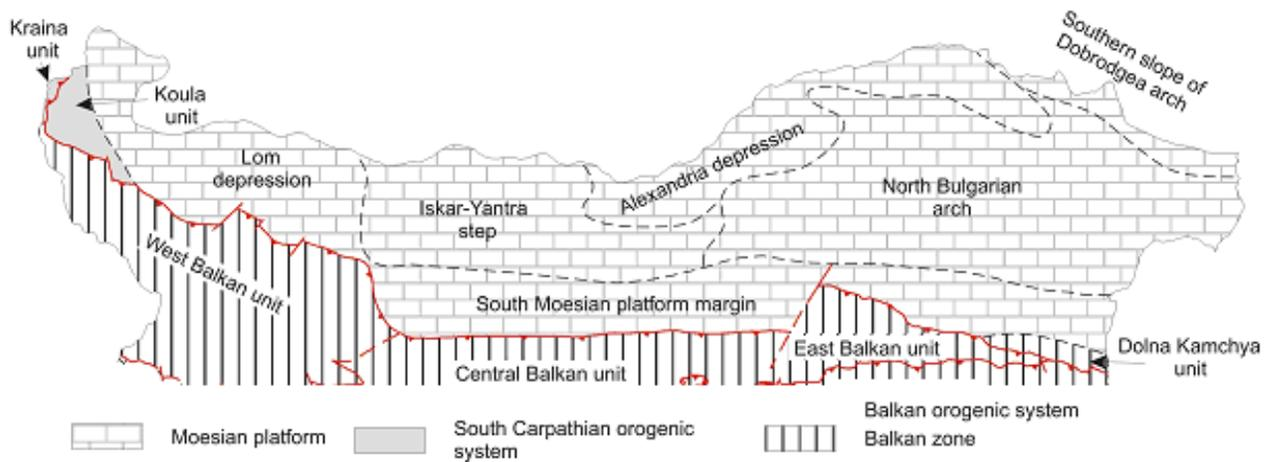 Kraina
unit
Koula
unit
Southern slope of
Dobrodgea arch
Lom
depression
Iskar-Yantra
step
Alexandria depression
North Bulgarian
arch
West Balkan unit
South Moesian platform margin
East Balkan unit
Dolna Kamchya
unit
Central Balkan unit
Moesian platform
South Carpathian orogenic
system
Balkan orogenic system
Balkan zone